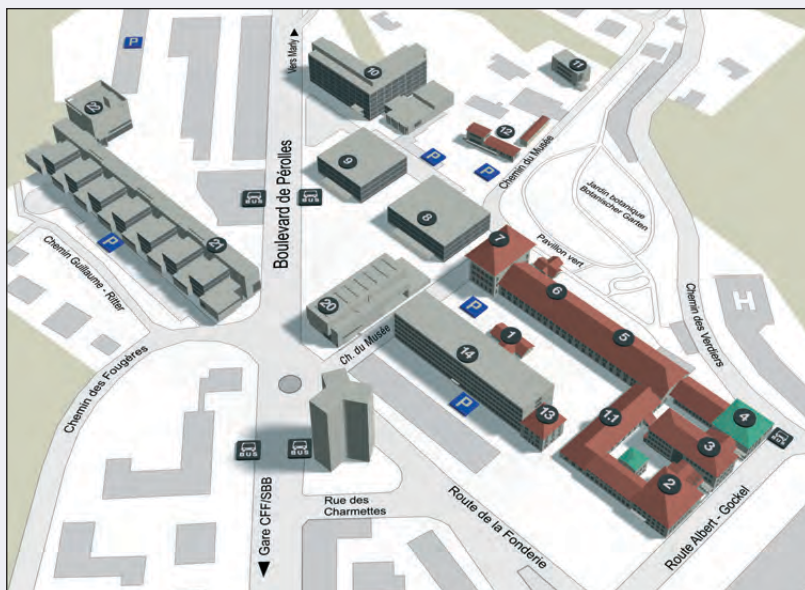 P
Vers Marly
10
11
22
12
P
P
Chemin du Musée
9
BUS
BUS
Boulevard de Pérolles
8
Jardin botanique
Botanischer Garten
21
P
7
Pavillon vert
Chemin Guillaume - Ritter
6
H
20
P
Chemin des Verdiers
Ch. du Musée
1
5
14
Chemin des Fougères
P
13
1.1
4
BUS
3
BUS
BUS
2
Rue des
Charmettes
Gare CFF/SBB
Route de la Fonderie
Route Albert - Gockel